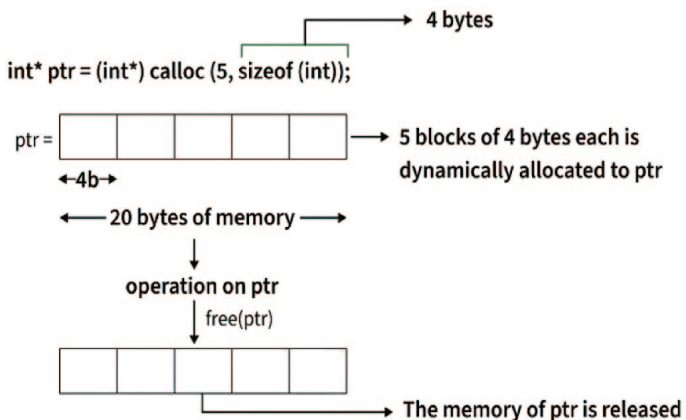 4 bytes
int* ptr = (int*) calloc (5, sizeof (int));
ptr =
5 blocks of 4 bytes each is
dynamically allocated to ptr
4b
20 bytes of memory
operation on ptr
free(ptr)
The memory of ptr is released